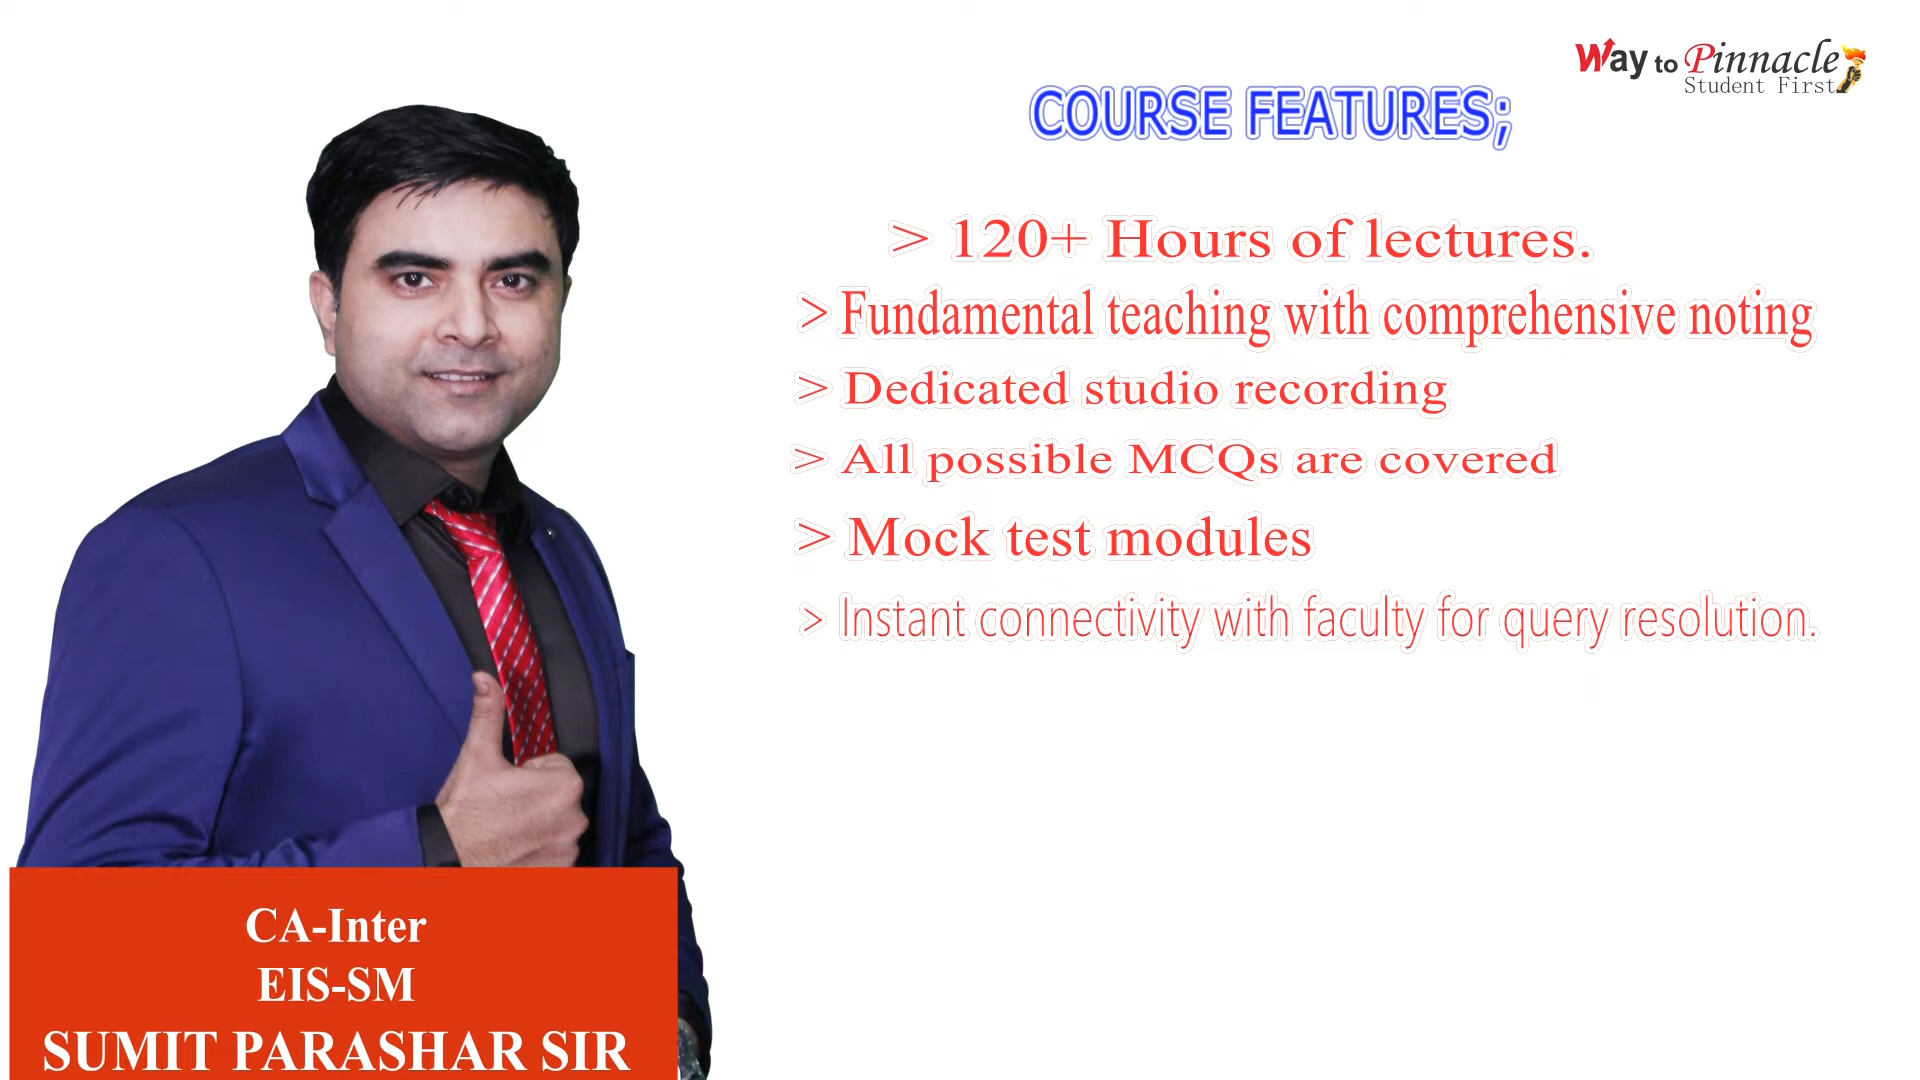 Way to Pinnacle
Student First
COURSE FEATURES;
> 120+ Hours of lectures.
> Fundamental teaching with comprehensive noting
> Dedicated studio recording
> All possible MCQs are covered
> Mock test modules
> Instant connectivity with faculty for query resolution.
CA-Inter
EIS-SM
SUMIT PARASHAR SIR